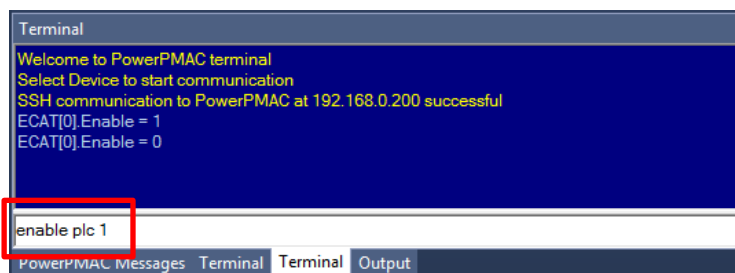 Terminal
Welcome to PowerPMAC terminal
Select Device to start communication
SSH communication to PowerPMAC at 192.168.0.200 successful
ECAT[0].Enable = 1
ECAT[0].Enable = 0
enable plc 1
PowerPMAC Messages Terminal Terminal Output